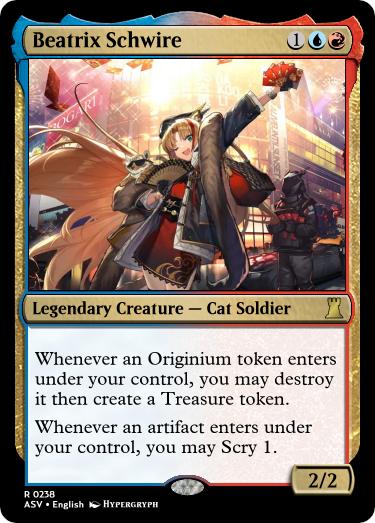 Beatrix Schwire 1
BOGARI
Legendary Creature — Cat Soldier
Whenever an Originium token enters
under your control, you may destroy
it then create a Treasure token.
Whenever an artifact enters under
your control, you may Scry 1.
2/2
R 0238
ASV • English HYPERGRYPH